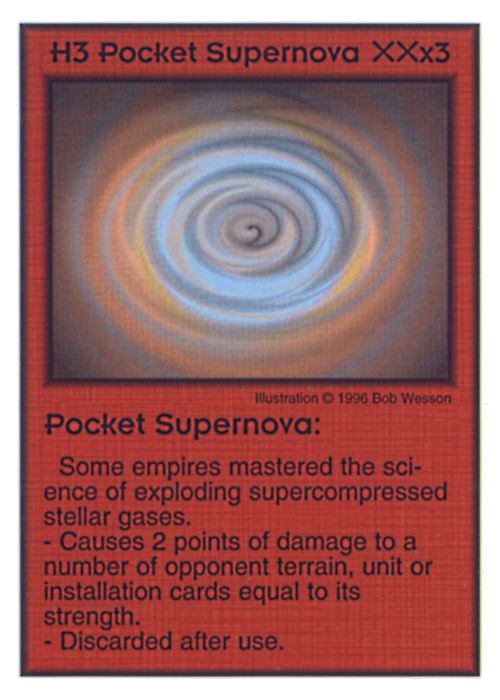 H3 Pocket Supernova XXx3
Illustration © 1996 Bob Wesson
Pocket Supernova:
Some empires mastered the sci-
ence of exploding supercompressed
stellar gases.
- Causes 2 points of damage to a
number of opponent terrain, unit or
installation cards equal to its
strength.
- Discarded after use.